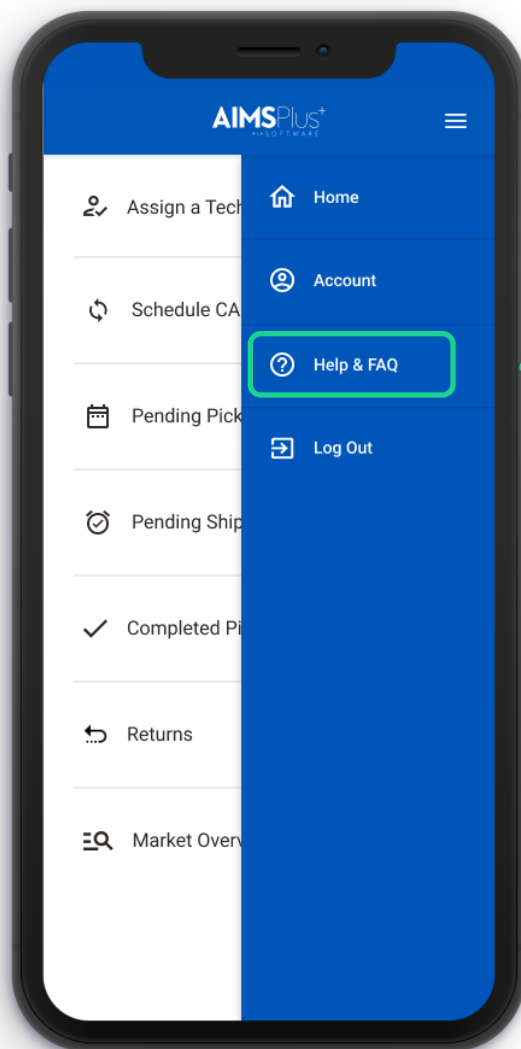 AIMSPlus+
SOFTWARE
Assign a Tech
Schedule CA
Pending Pick
Pending Ship
Completed Pi
Returns
Market Overv
Home
Account
Help & FAQ
Log Out